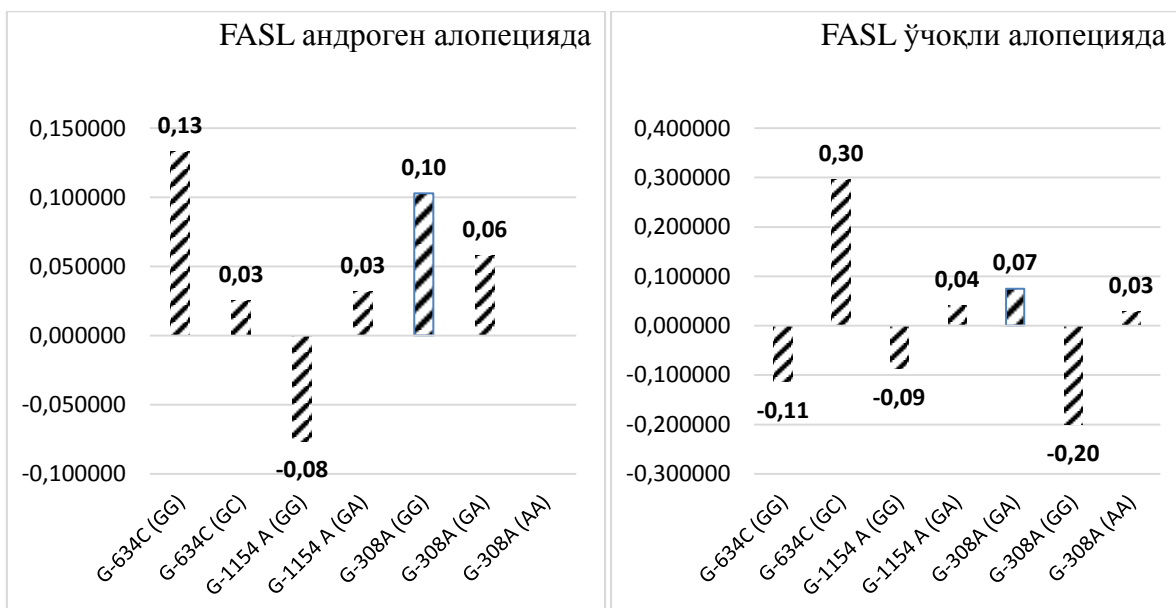 FASL андроген алопецияда
0,150000
0,100000
0,050000
0,000000
-0,050000
-0,100000
0,13
0,03
-0,08
0,03
0,10
0,06
G-634C (GG)
G-634C (GC)
G-1154 A (GG)
G-1154 A (GA)
G-308A (GG)
G-308A (GA)
G-308A (AA)
FASL ўчоқли алопецияда
0,400000
0,300000
0,200000
0,100000
0,000000
-0,100000
-0,200000
-0,300000
-0,11
0,30
-0,09
0,04
0,07
-0,20
0,03
G-634C (GG)
G-634C (GC)
G-1154 A (GG)
G-1154 A (GA)
G-308A (GA)
G-308A (GG)
G-308A (AA)